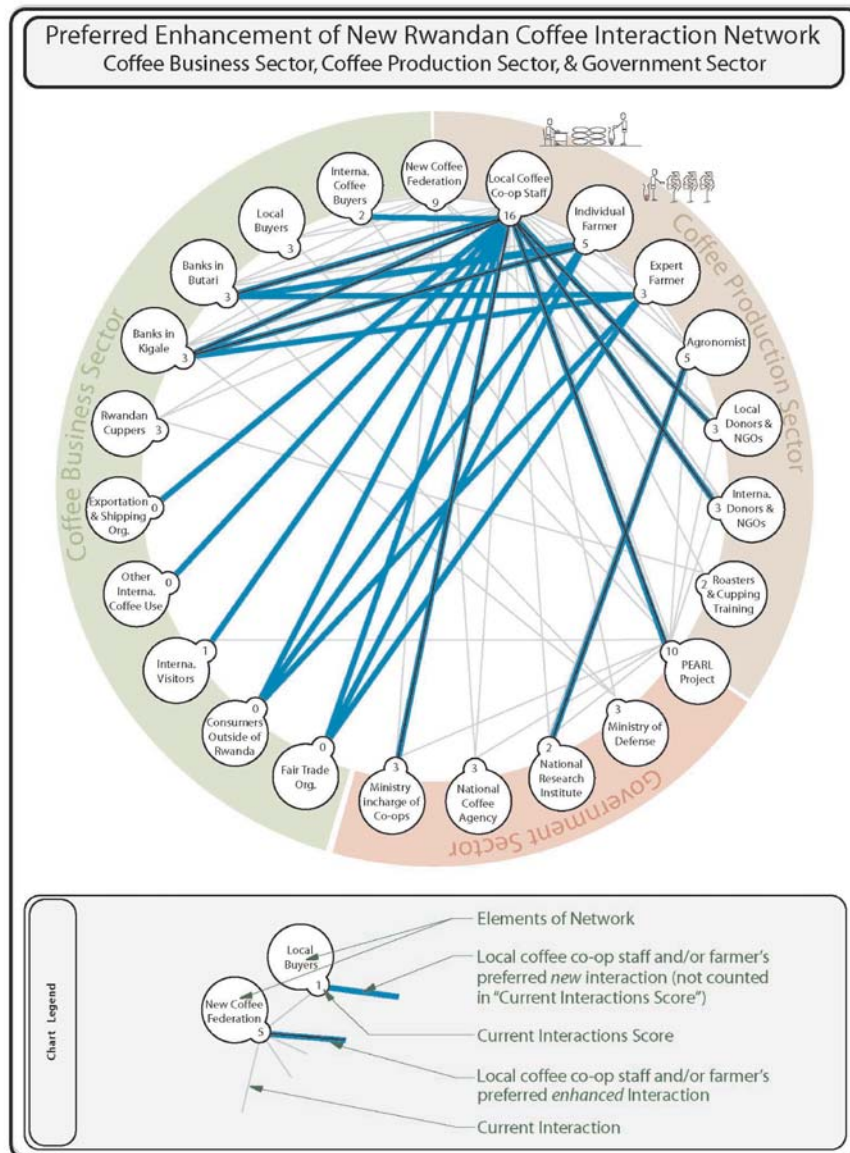 Preferred Enhancement of New Rwandan Coffee Interaction Network
Coffee Business Sector, Coffee Production Sector, & Government Sector
Coffee Business Sector
Coffee Production Sector
Government Sector
New Coffee
Federation
9
Local Coffee
Co-op Staff
16
Individual
Farmer
5
Expert
Farmer
3
Agronomist
5
Local
Donors &
NGOs
3
Interna.
Donors &
NGOs
3
Roasters
& Cupping
Training
2
PEARL
Project
10
Ministry of
Defense
3
National
Research
Institute
2
National
Coffee
Agency
3
Ministry
incharge of
Co-ops
3
Fair Trade
Org.
0
Consumers
Outside of
Rwanda
0
Interna.
Visitors
1
Other
Interna.
Coffee Use
0
Exportation
& Shipping
Org.
0
Rwandan
Cuppers
3
Banks in
Kigale
3
Banks in
Butari
3
Local
Buyers
3
Interna.
Coffee
Buyers
2
Chart Legend
Local
Buyers
1
New Coffee
Federation
5
Elements of Network
Local coffee co-op staff and/or farmer's
preferred new interaction (not counted
in "Current Interactions Score")
Current Interactions Score
Local coffee co-op staff and/or farmer's
preferred enhanced Interaction
Current Interaction